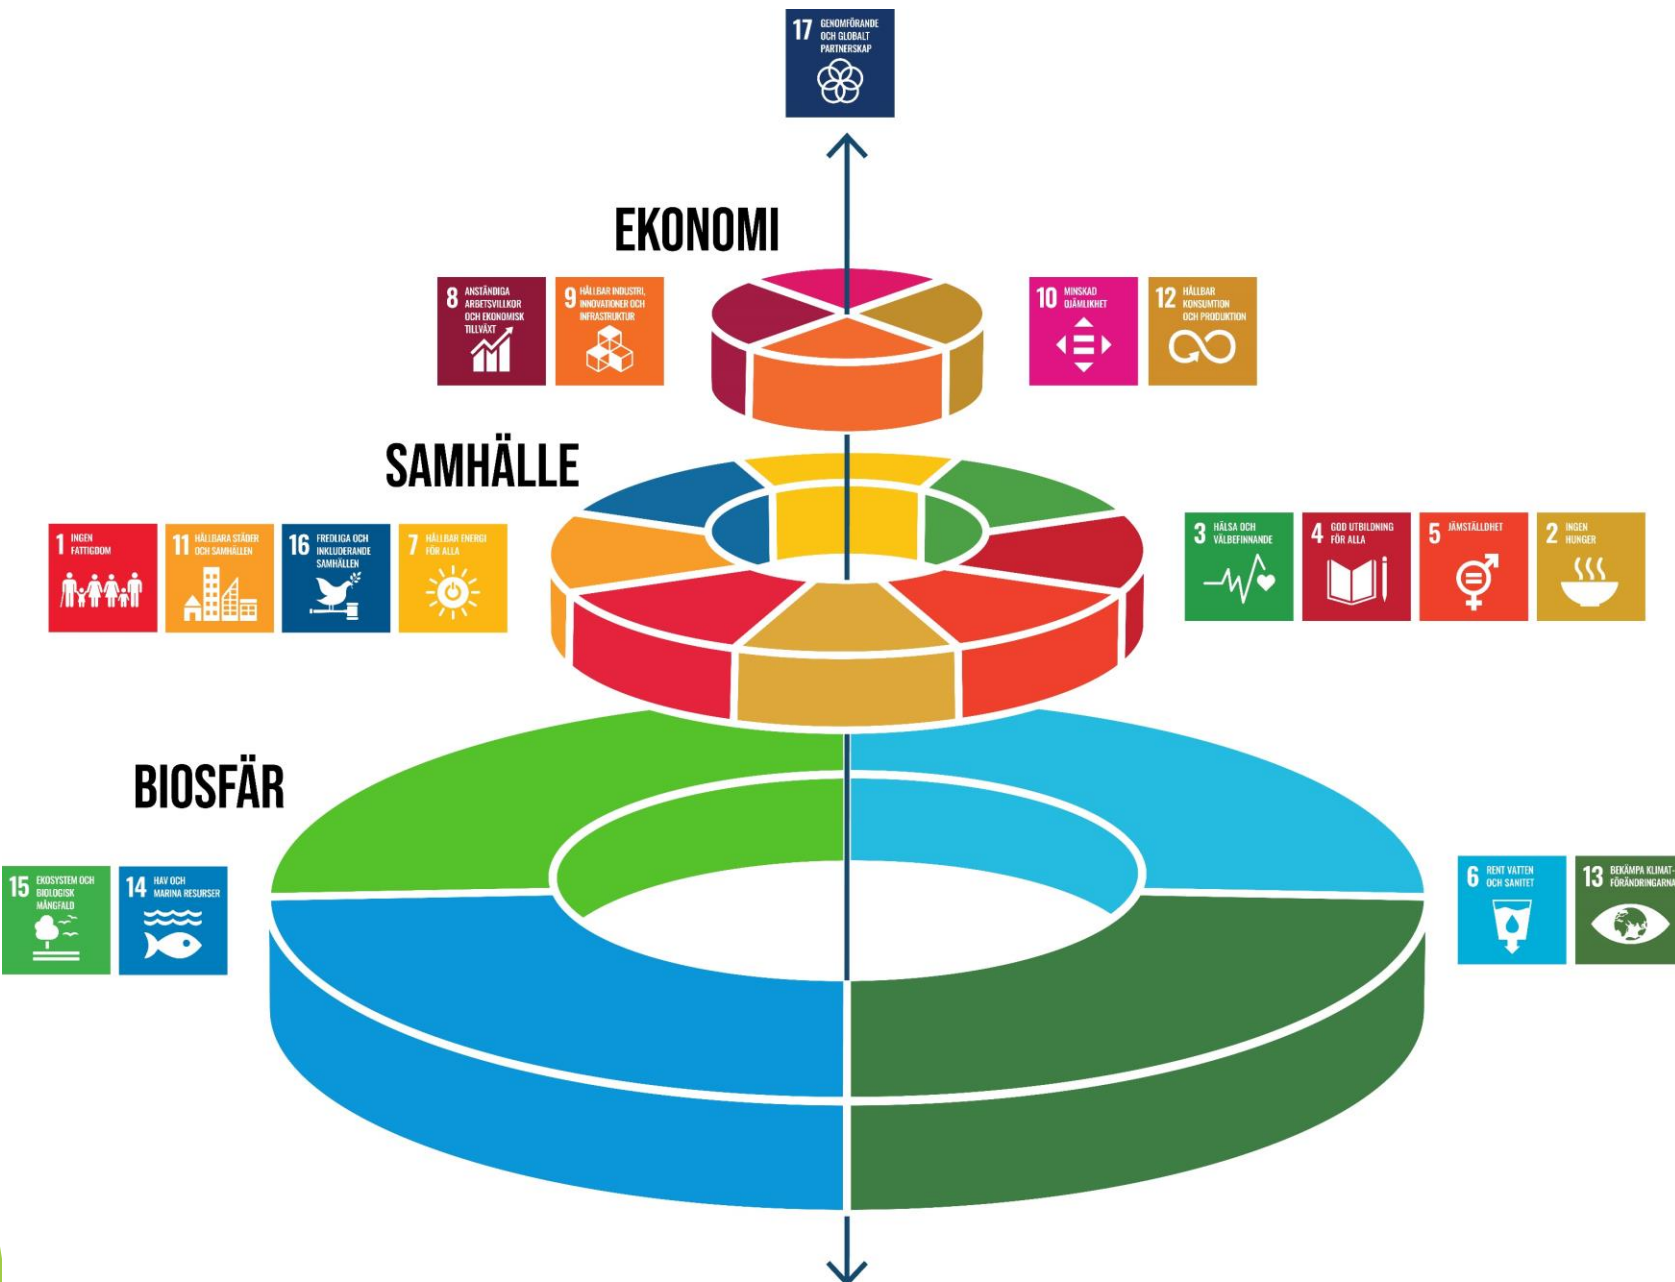 17 GENOMFÖRANDE
OCH GLOBALT
PARTNERSKAP
EKONOMI
8 ANSTÄNDIGA
ARBETSVILLKOR
OCH EKONOMISK
TILLVÄXT
9 HÅLLBAR INDUSTRI,
INNOVATIONER OCH
INFRASTRUKTUR
10 MINSKAD
OJÄMLIKHET
12 HÅLLBAR
KONSUMTION
OCH PRODUKTION
SAMHÄLLE
1 INGEN
FATTIGDOM
11 HÅLLBARA STÄDER
OCH SAMHÄLLEN
16 FREDLIGA OCH
INKLUDERANDE
SAMHÄLLEN
7 HÅLLBAR ENERGI
FÖR ALLA
3 HÄLSA OCH
VÄLBEFINNANDE
4 GOD UTBILDNING
FÖR ALLA
5 JÄMSTÄLLDHET
2 INGEN
HUNGER
BIOSFÄR
15 EKOSYSTEM OCH
BIOLOGISK
MÅNGFALD
14 HAV OCH
MARINA RESURSER
6 RENT VATTEN
OCH SANITET
13 BEKÄMPA KLIMAT-
FÖRÄNDRINGARNA